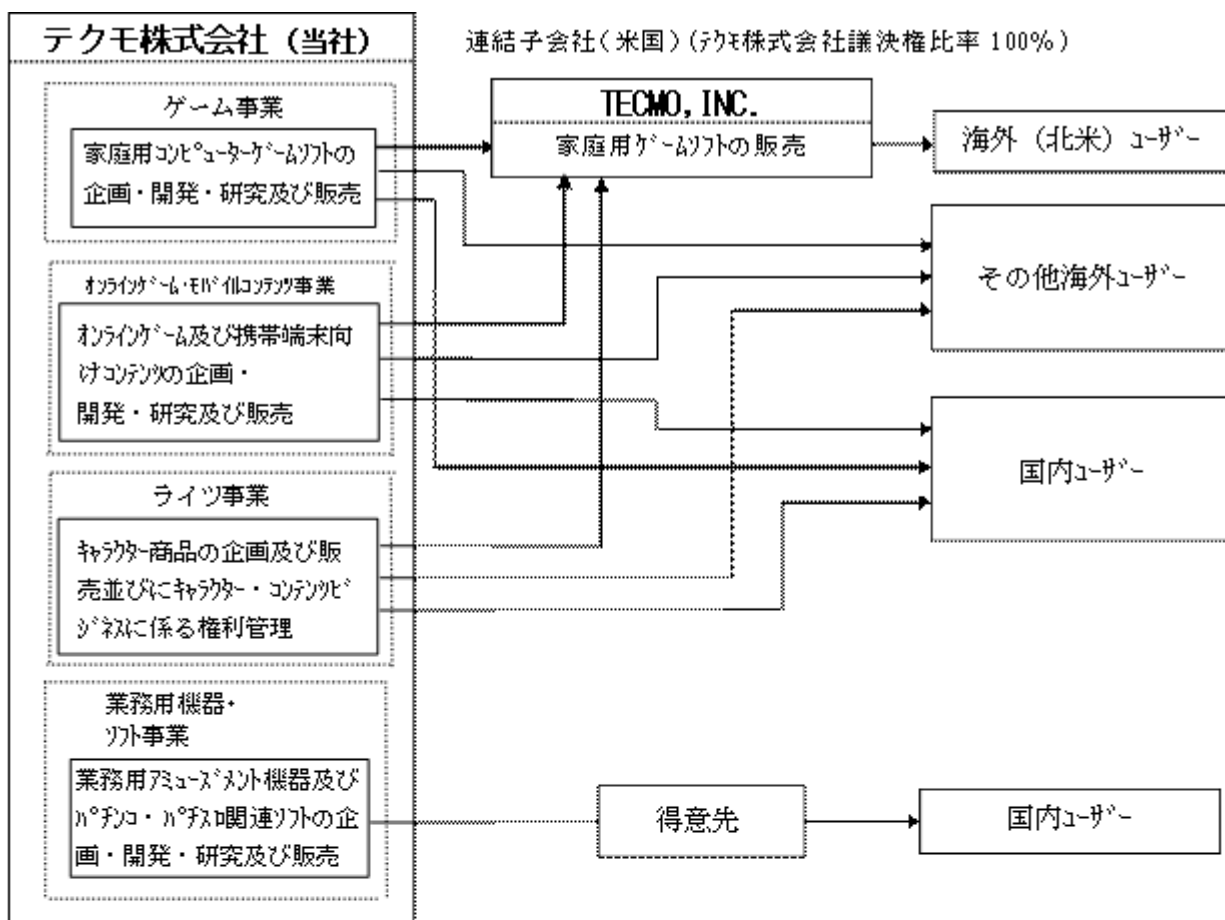 テクモ株式会社（当社）
連結子会社（米国）（ﾃｸﾓ株式会社議決権比率 100%）
ゲーム事業
家庭用ｺﾝﾋﾟｭｰﾀｰｹﾞｰﾑｿﾌﾄの
企画・開発・研究及び販売
TECMO, INC.
家庭用ｹﾞｰﾑｿﾌﾄの販売
海外（北米）ﾕｰｻﾞｰ
その他海外ﾕｰｻﾞｰ
ｵﾝﾗｲﾝｹﾞｰﾑ・ﾓﾊﾞｲﾙｺﾝﾃﾝﾂ事業
ｵﾝﾗｲﾝｹﾞｰﾑ及び携帯端末向
けｺﾝﾃﾝﾂの企画・
開発・研究及び販売
国内ﾕｰｻﾞｰ
ライツ事業
ｷｬﾗｸﾀｰ商品の企画及び販
売並びにｷｬﾗｸﾀｰ・ｺﾝﾃﾝﾂﾋﾞ
ｼﾞﾈｽに係る権利管理
業務用機器・
ｿﾌﾄ事業
業務用ｱﾐｭｰｽﾞﾒﾝﾄ機器及び
ﾊﾟﾁﾝｺ・ﾊﾟﾁｽﾛ関連ｿﾌﾄの企
画・開発・研究及び販売
得意先
国内ﾕｰｻﾞｰ